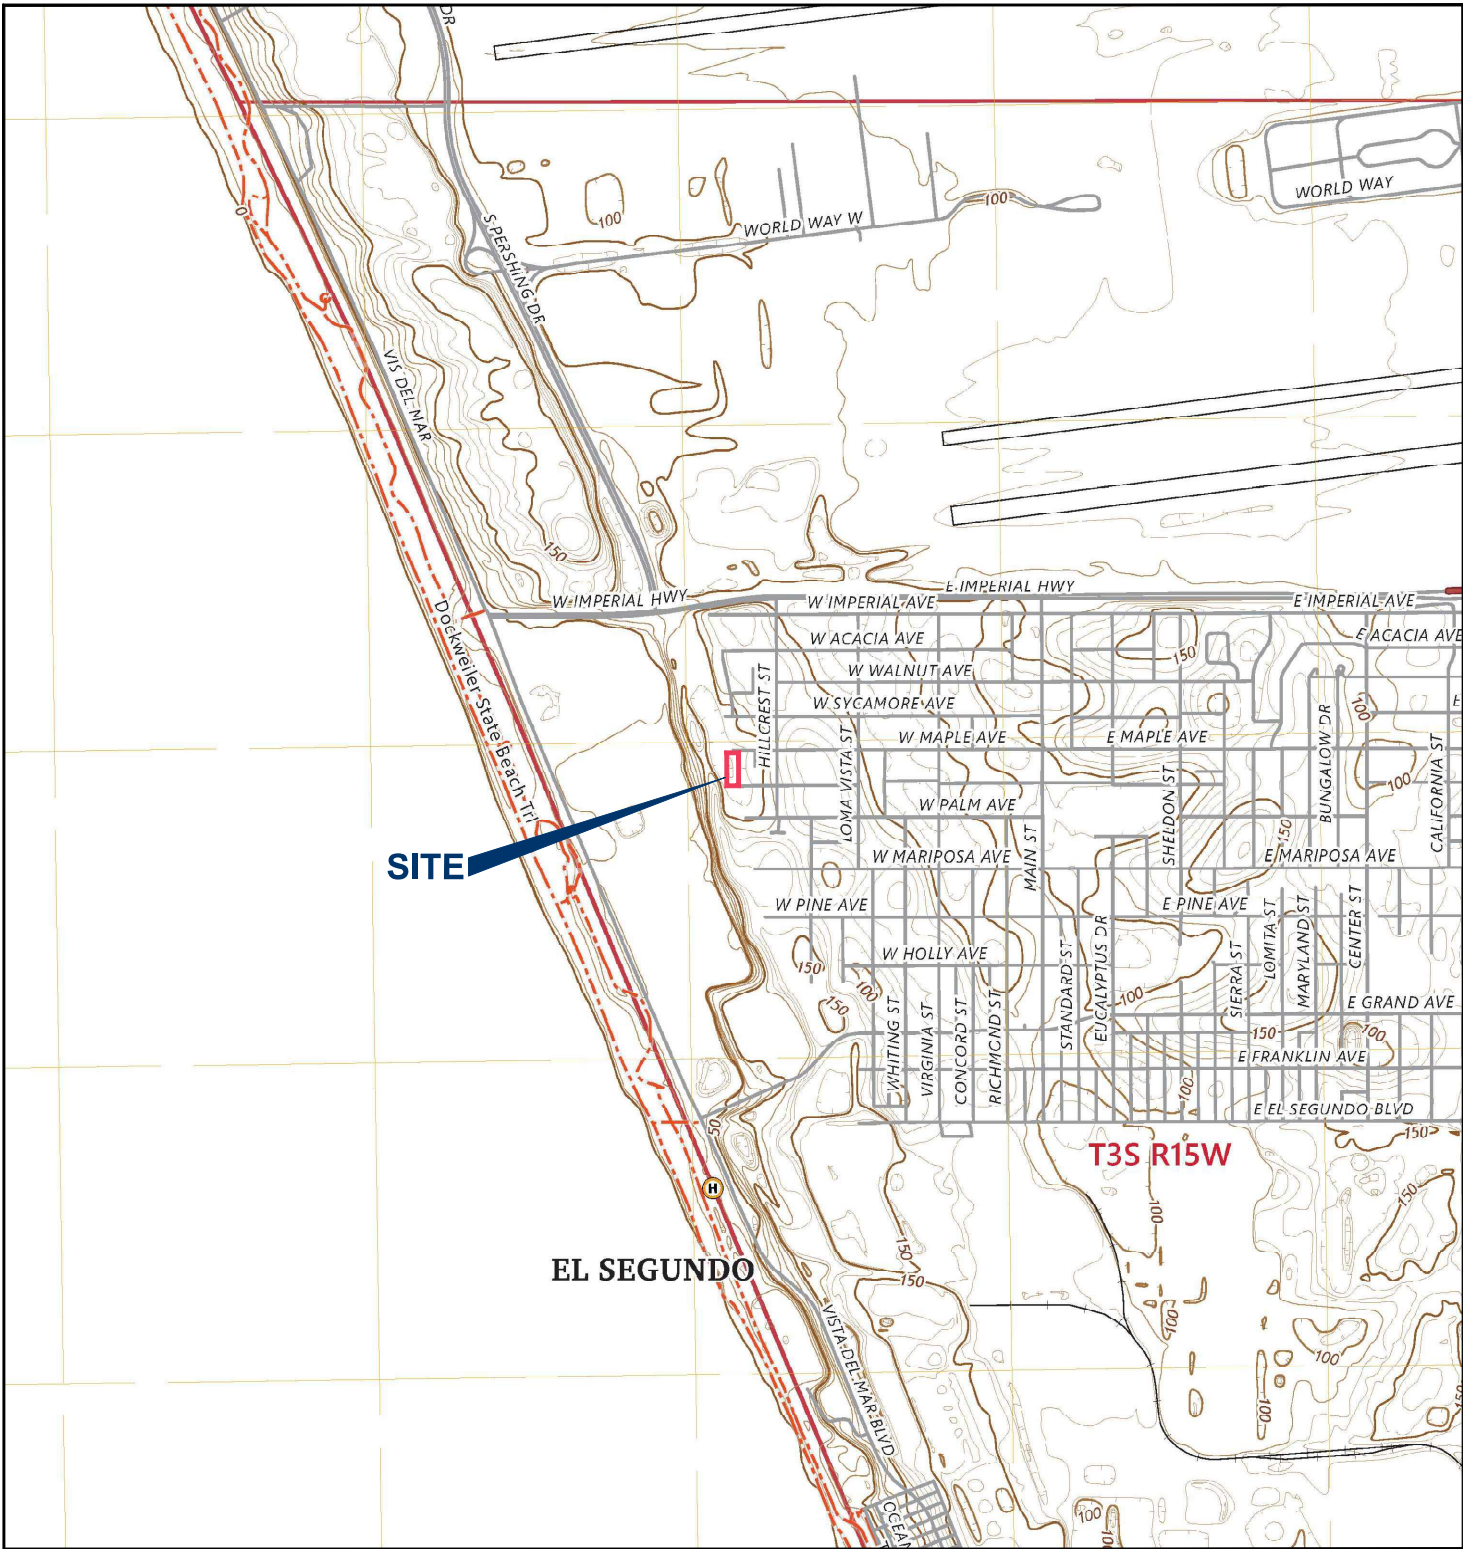 DR
WORLD WAY
100
WORLD WAY W
100
0
S PERSHING DR
VIS DEL MAR
150
E IMPERIAL HWY
W IMPERIAL HWY
W IMPERIAL AVE
E IMPERIAL AVE
W ACACIA AVE
E ACACIA AVE
150
W WALNUT AVE
HILLCREST ST
W SYCAMORE AVE
100
E
W MAPLE AVE
E MAPLE AVE
BUNGALOW DR
Dockweiler State Beach Trl
LOMA VISTA ST
CALIFORNIA ST
100
SHELDON ST
W PALM AVE
150
SITE
W MARIPOSA AVE
MAIN ST
E MARIPOSA AVE
W PINE AVE
E PINE AVE
LOMITA ST
MARYLAND ST
CENTER ST
W HOLLY AVE
STANDARD ST
EUCALYPTUS DR
SIERRA ST
150
100
100
150
E GRAND AVE
WHITING ST
VIRGINIA ST
CONCORD ST
RICHMOND ST
150
100
E FRANKLIN AVE
100
E EL SEGUNDO BLVD
50
150
T3S R15W
H
100
150
150
150
EL SEGUNDO
VISTA DEL MAR BLVD
100
100
100
150
100
100
OCEAN